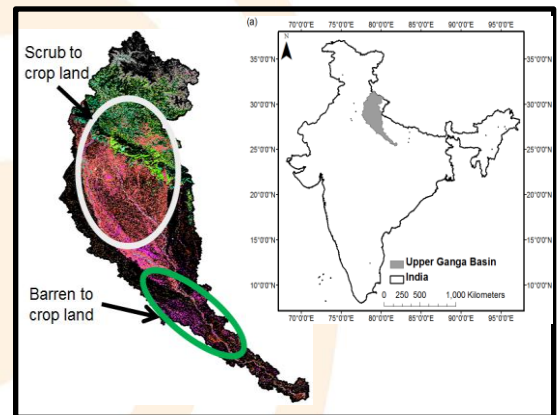 Scrub to
crop land
Barren to
crop land
(a)
70°0'0"E 75°0'0"E 80°0'0"E 85°0'0"E 90°0'0"E 95°0'0"E
N
35°0'0"N
30°0'0"N
25°0'0"N
20°0'0"N
15°0'0"N
10°0'0"N
35°0'0"N
30°0'0"N
25°0'0"N
20°0'0"N
15°0'0"N
10°0'0"N
Upper Ganga Basin
India
0 250 500 1,000 Kilometers
70°0'0"E 75°0'0"E 80°0'0"E 85°0'0"E 90°0'0"E 95°0'0"E